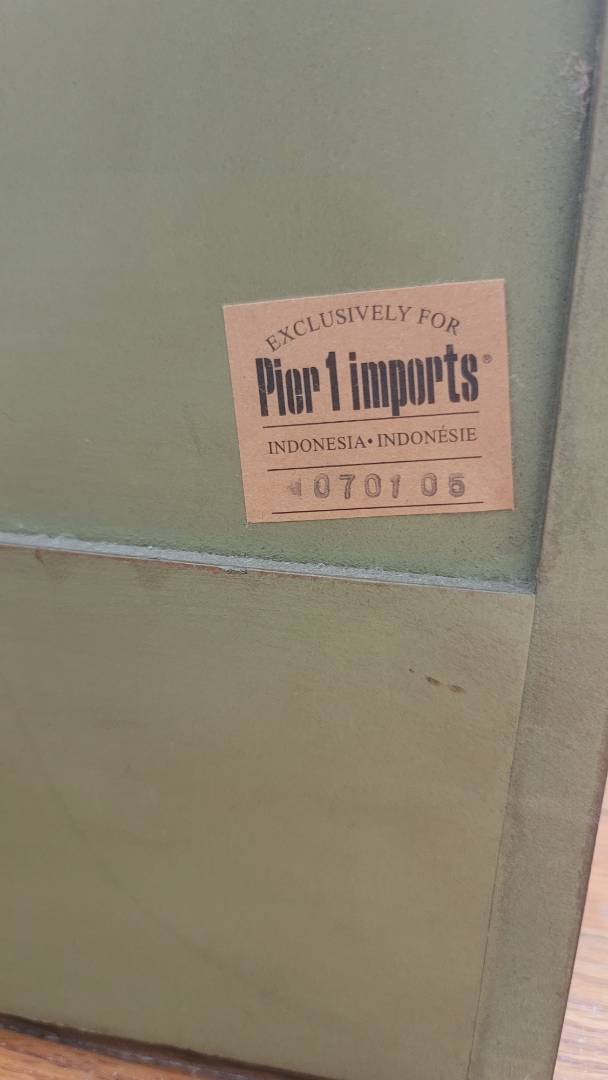 EXCLUSIVELY FOR
Pier 1 imports®
INDONESIA • INDONÉSIE
070105